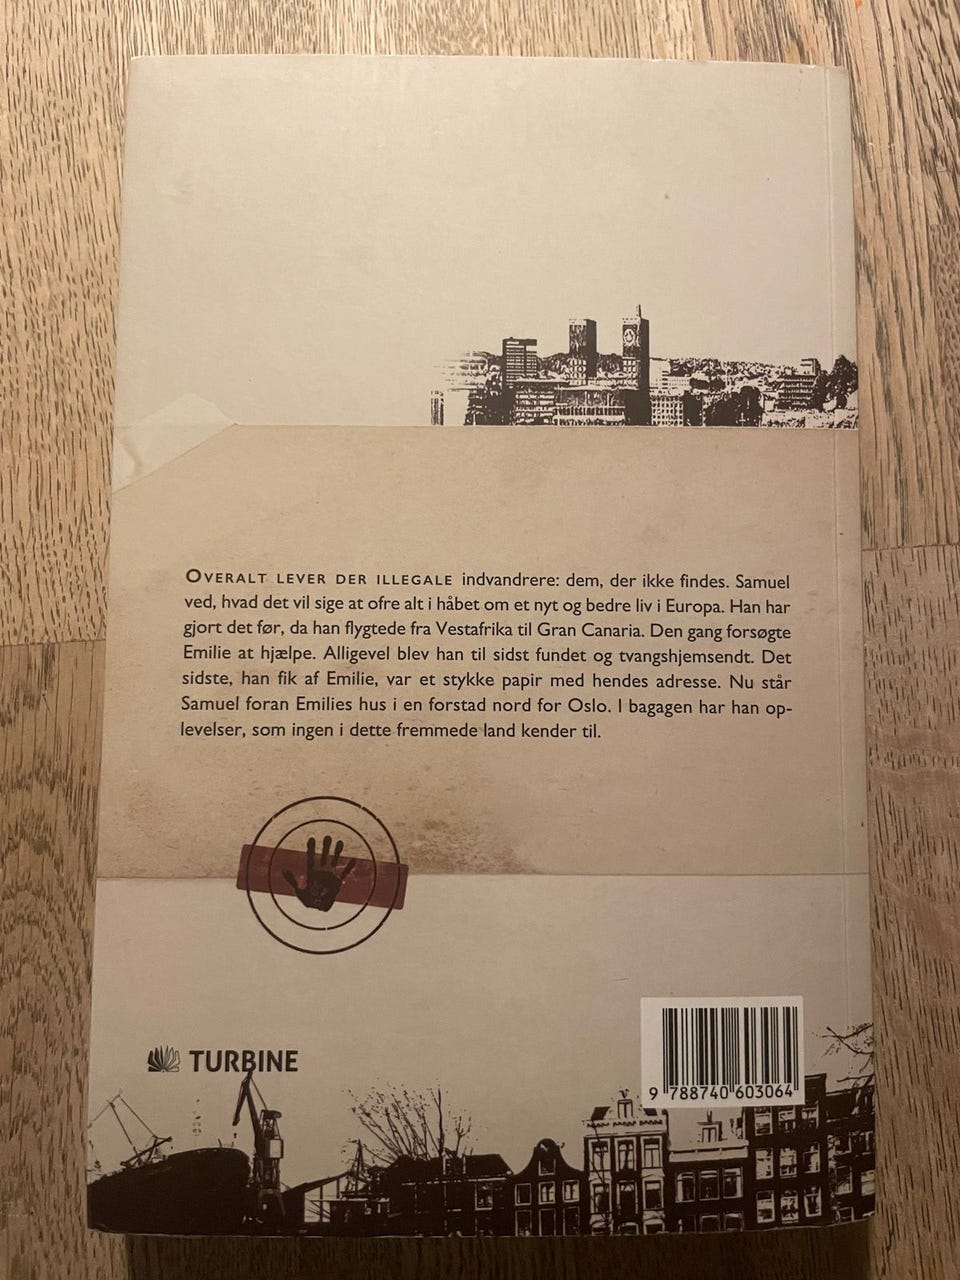 OVERALT LEVER DER ILLEGALE indvandrere: dem, der ikke findes. Samuel
ved, hvad det vil sige at ofre alt i håbet om et nyt og bedre liv i Europa. Han har
gjort det før, da han flygtede fra Vestafrika til Gran Canaria. Den gang forsøgte
Emilie at hjælpe. Alligevel blev han til sidst fundet og tvangshjemsendt. Det
sidste, han fik af Emilie, var et stykke papir med hendes adresse. Nu står
Samuel foran Emilies hus i en forstad nord for Oslo. I bagagen har han op-
levelser, som ingen i dette fremmede land kender til.
TURBINE
9 788740 603064